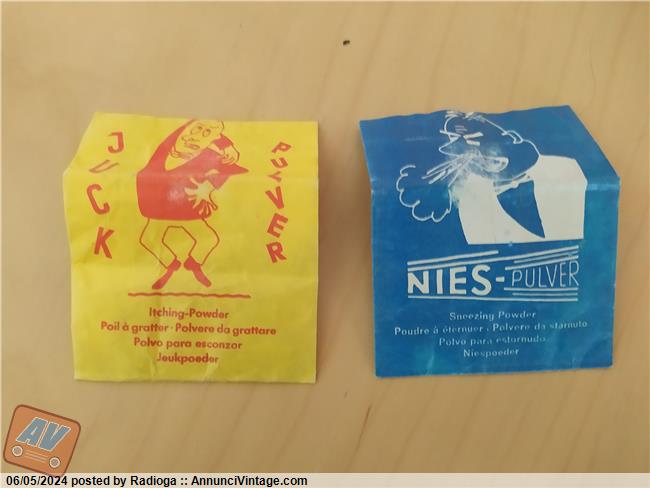 JUCK
PULVER
Itching-Powder
Poil à gratter · Polvere da grattare
Polvo para esconzor
Jeukpoeder
NIES-PULVER
Sneezing Powder
Poudre à éternuer · Polvere da starnuto
Polvo para estornudo
Niespoeder
AV
06/05/2024 posted by Radioga :: AnnunciVintage.com